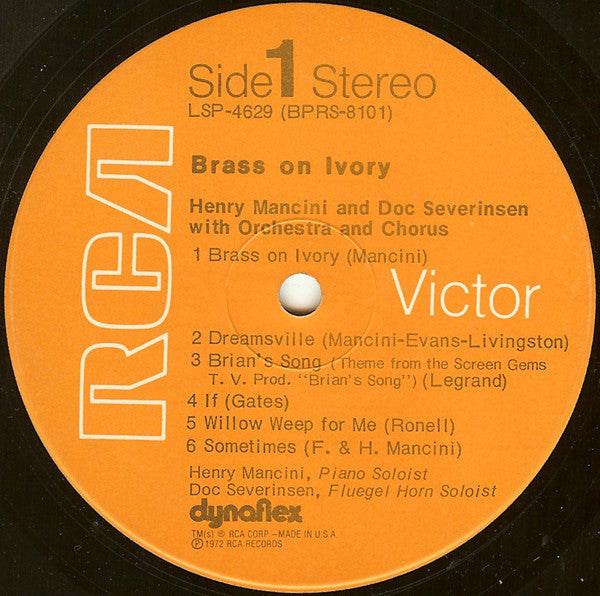 Side 1 Stereo
LSP-4629 (BPRS-8101)
Brass on Ivory
Henry Mancini and Doc Severinsen
with Orchestra and Chorus
1 Brass on Ivory (Mancini)
RCA
Victor
2 Dreamsville (Mancini-Evans-Livingston)
3 Brian's Song (Theme from the Screen Gems
T. V. Prod. "Brian's Song") (Legrand)
4 If (Gates)
5 Willow Weep for Me (Ronell)
6 Sometimes (F. & H. Mancini)
Henry Mancini, Piano Soloist
Doc Severinsen, Fluegel Horn Soloist
dynaflex
TM(s) ® RCA CORP.-MADE IN U.S.A.
Ⓟ 1972 RCA RECORDS